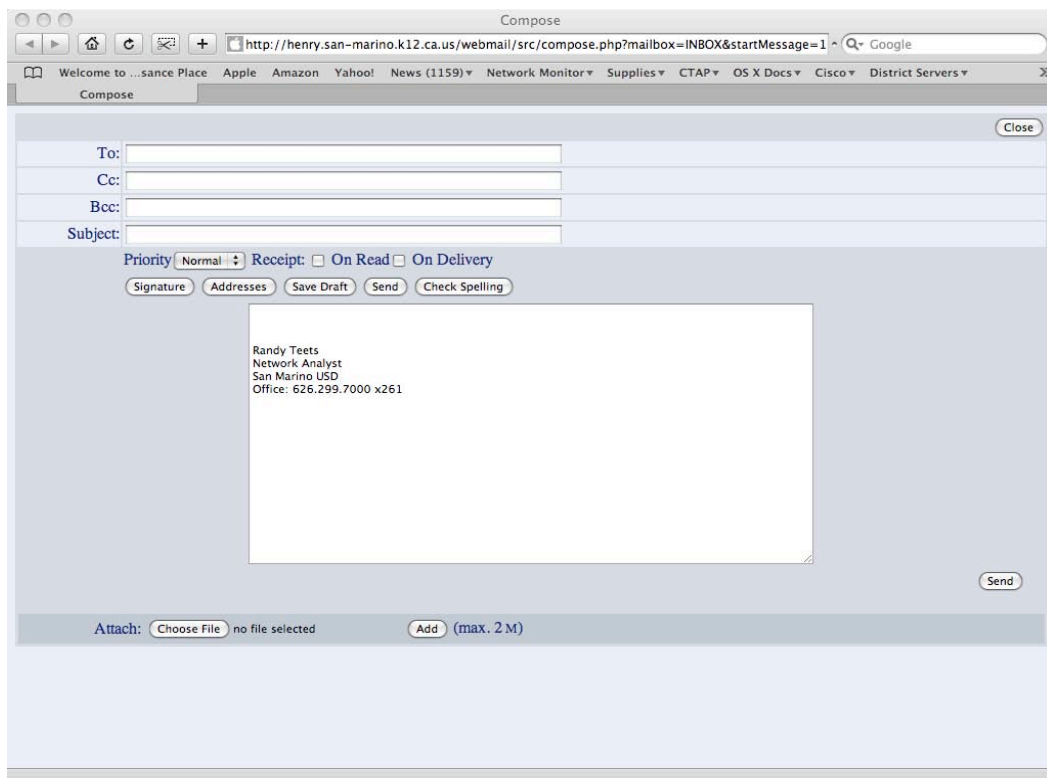 Compose
http://henry.san-marino.k12.ca.us/webmail/src/compose.php?mailbox=INBOX&startMessage=1 Google
Welcome to ...sance Place Apple Amazon Yahoo! News (1159) Network Monitor Supplies CTAP OS X Docs Cisco District Servers
Compose
Close
To:
Cc:
Bcc:
Subject:
Priority Normal Receipt: On Read On Delivery
Signature Addresses Save Draft Send Check Spelling
Randy Teets
Network Analyst
San Marino USD
Office: 626.299.7000 x261
Send
Attach: Choose File no file selected Add (max. 2 M)